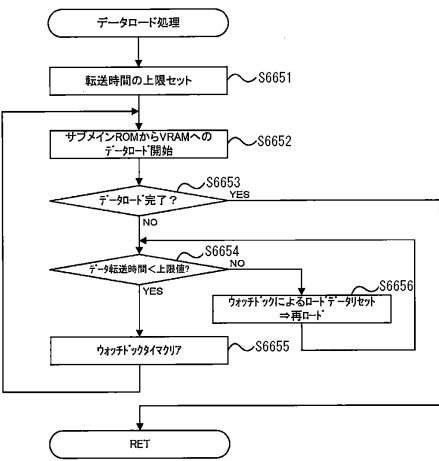 データロード処理
転送時間の上限セット
S6651
サブメインROMからVRAMへの
データロード開始
S6652
データロード完了？
S6653
YES
NO
データ転送時間<上限値?
S6654
NO
YES
ウォッチドックによるロードデータリセット
⇒再ロード
S6656
ウォッチドックタイマクリア
S6655
RET